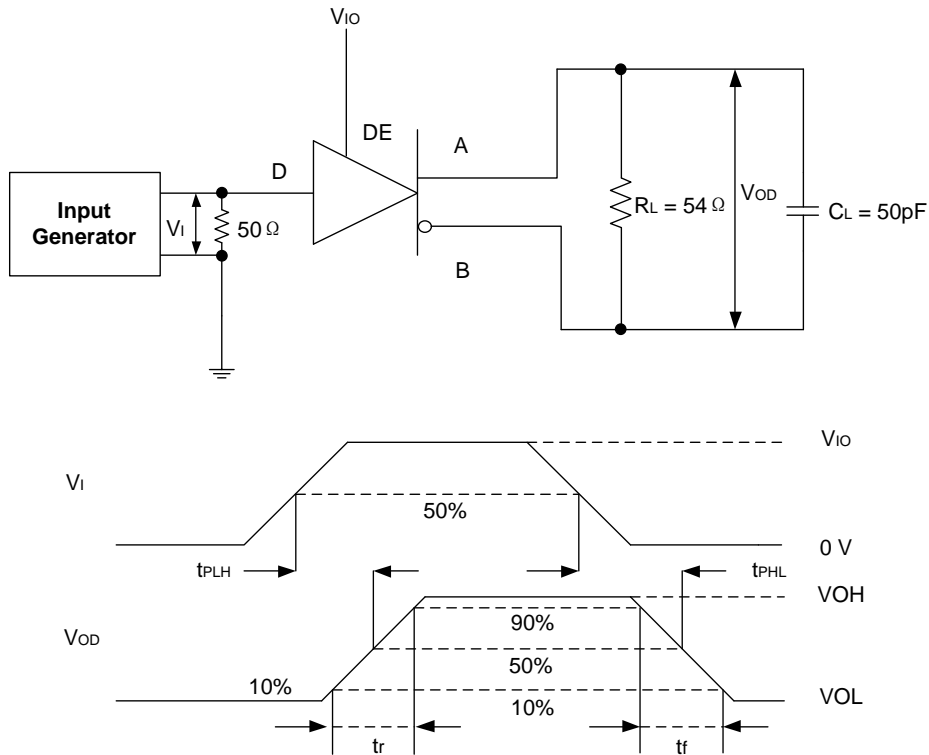 VIO
DE
A
D
Input
Generator
VI
50 Ω
RL = 54 Ω
VOD
CL = 50pF
B
VIO
VI
50%
0 V
tPLH
tPHL
VOH
90%
VOD
50%
10%
10%
VOL
tr
tf